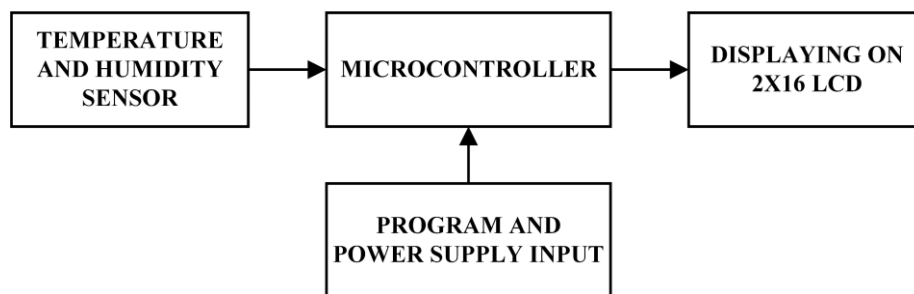 TEMPERATURE
AND HUMIDITY
SENSOR
MICROCONTROLLER
DISPLAYING ON
2X16 LCD
PROGRAM AND
POWER SUPPLY INPUT